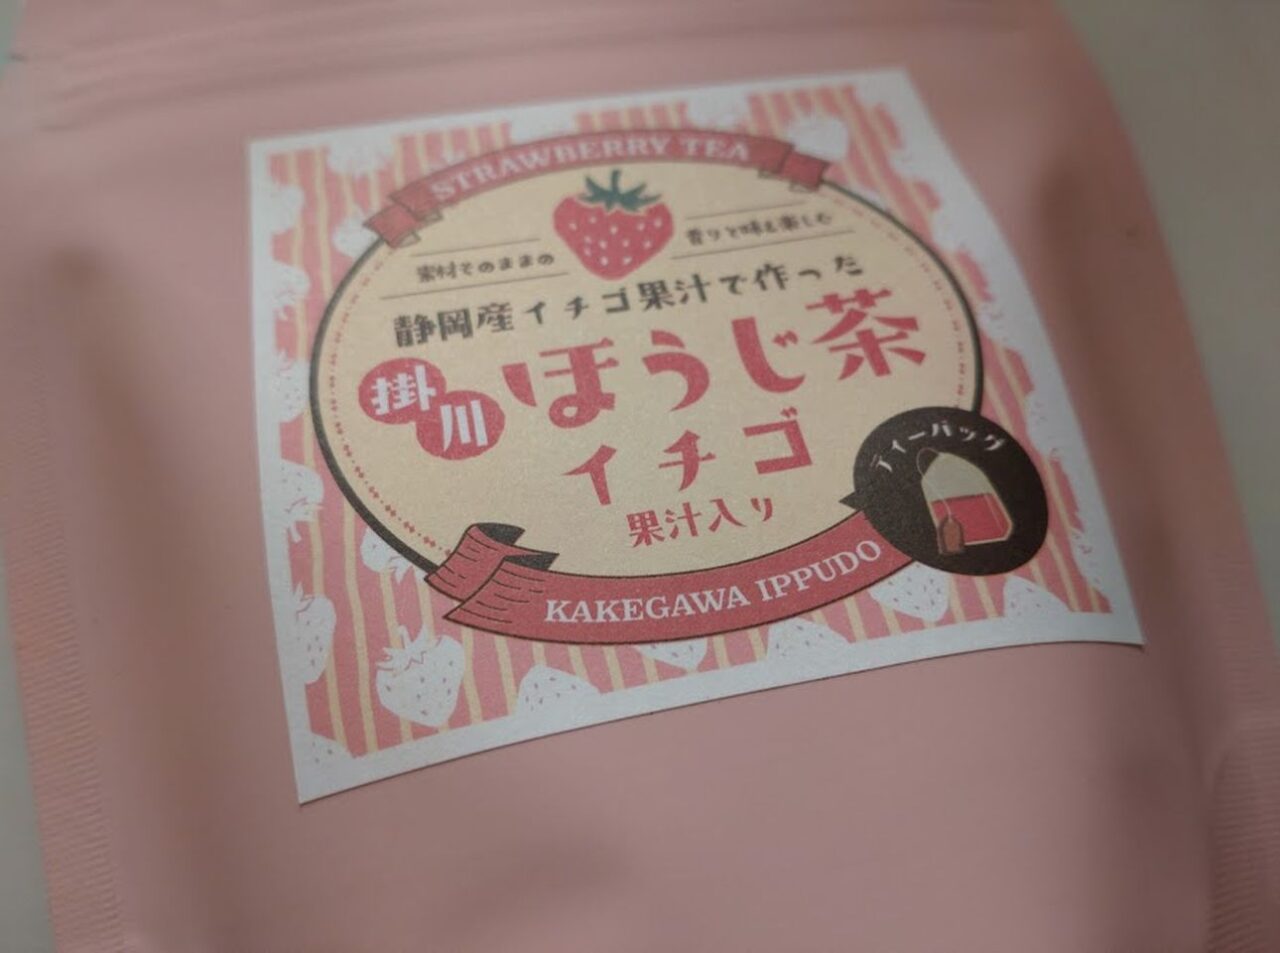 STRAWBERRY TEA
素材そのままの
香りと味を楽しむ
静岡産イチゴ果汁で作った
掛川
ほうじ茶
イチゴ
果汁入り
ティーバッグ
KAKEGAWA IPPUDO